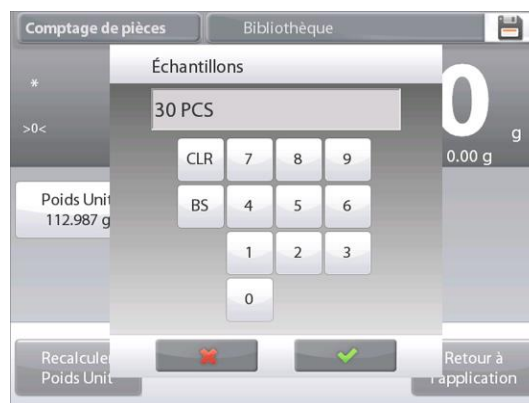 Comptage de pièces
Bibliothèque
Échantillons
*
30 PCS
>0<
0
g
0.00 g
CLR 7 8 9
Poids Unit
112.987 g
BS 4 5 6
1 2 3
0
Recalculer
Poids Unit
Retour à
l'application